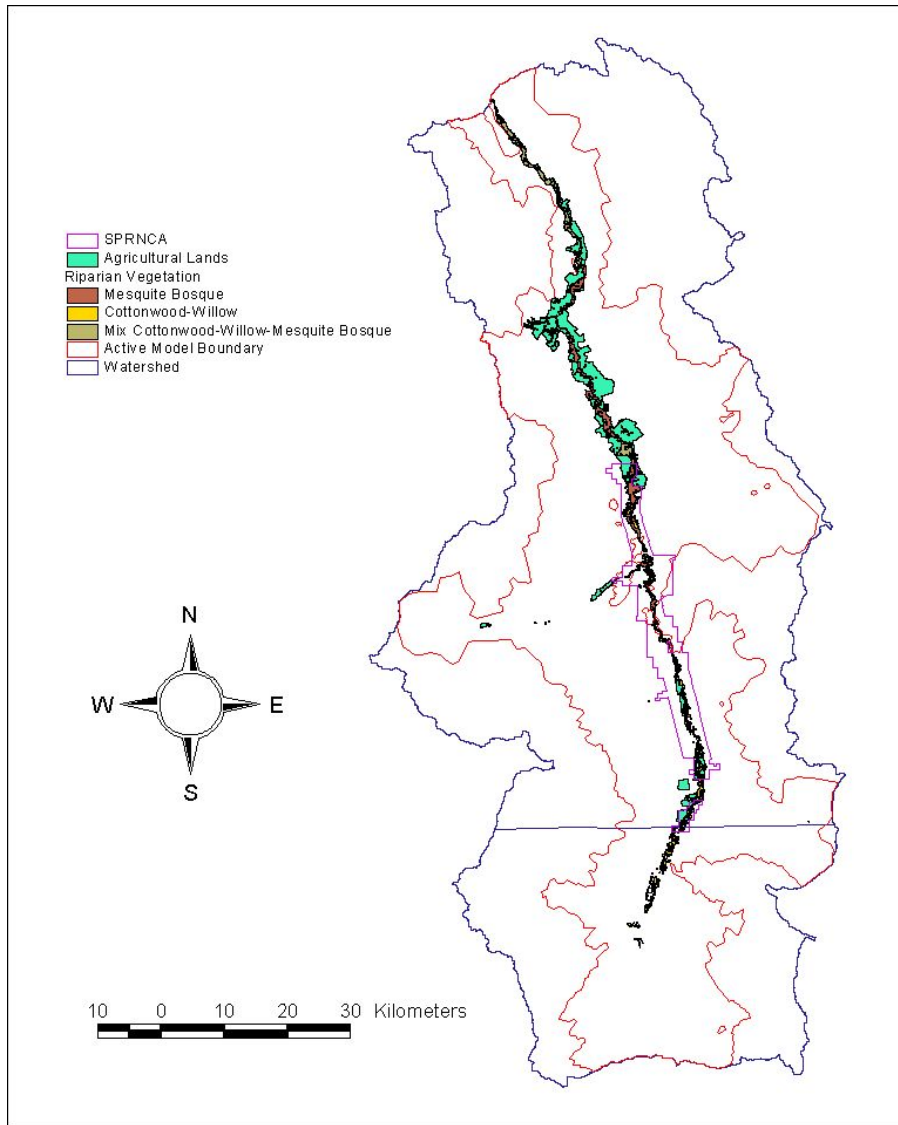 SPRNCA
Agricultural Lands
Riparian Vegetation
Mesquite Bosque
Cottonwood-Willow
Mix Cottonwood-Willow-Mesquite Bosque
Active Model Boundary
Watershed
N
W E
S
10 0 10 20 30 Kilometers